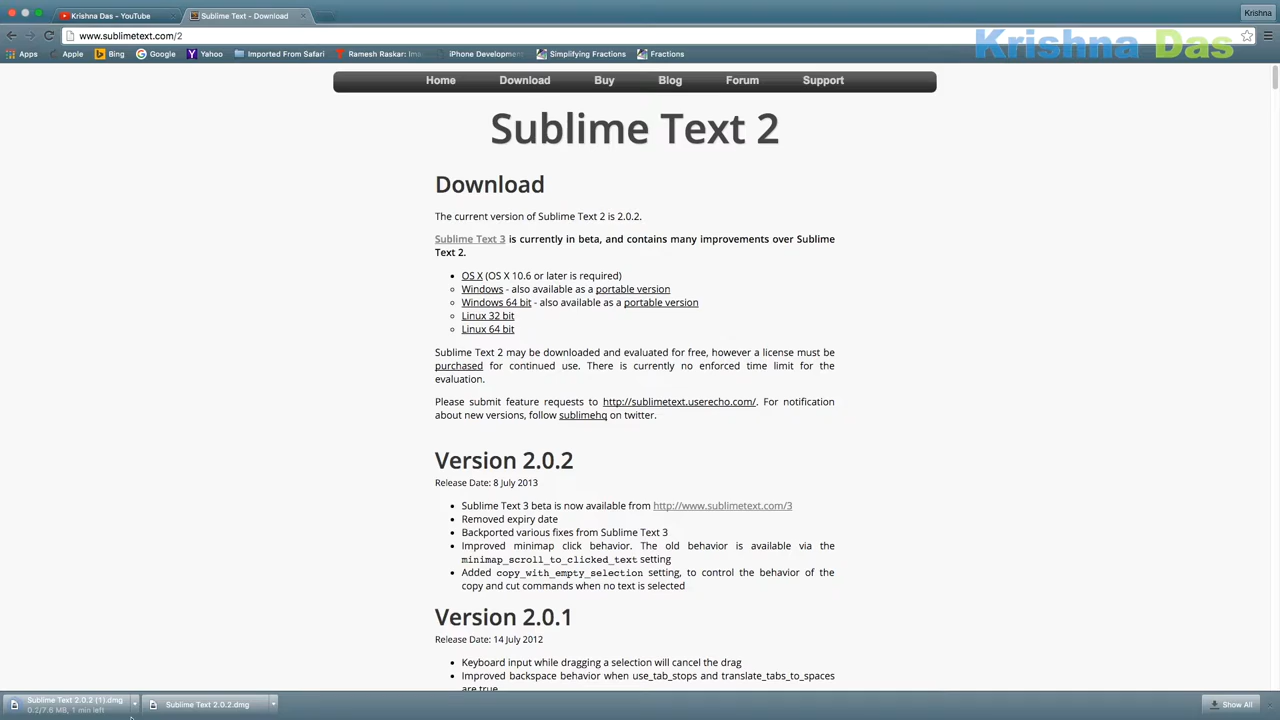 Krishna Das - YouTube
Sublime Text - Download
Krishna
www.sublimetext.com/2
Apps Apple Bing Google Yahoo Imported From Safari Ramesh Raskar: Ima iPhone Developmen Simplifying Fractions Fractions
Krishna Das
Home Download Buy Blog Forum Support
Sublime Text 2
Download
The current version of Sublime Text 2 is 2.0.2.
Sublime Text 3 is currently in beta, and contains many improvements over Sublime
Text 2.
OS X (OS X 10.6 or later is required)
Windows - also available as a portable version
Windows 64 bit - also available as a portable version
Linux 32 bit
Linux 64 bit
Sublime Text 2 may be downloaded and evaluated for free, however a license must be
purchased for continued use. There is currently no enforced time limit for the
evaluation.
Please submit feature requests to http://sublimetext.userecho.com/. For notification
about new versions, follow sublimehq on twitter.
Version 2.0.2
Release Date: 8 July 2013
Sublime Text 3 beta is now available from http://www.sublimetext.com/3
Removed expiry date
Backported various fixes from Sublime Text 3
Improved minimap click behavior. The old behavior is available via the
minimap_scroll_to_clicked_text setting
Added copy_with_empty_selection setting, to control the behavior of the
copy and cut commands when no text is selected
Version 2.0.1
Release Date: 14 July 2012
Keyboard input while dragging a selection will cancel the drag
Improved backspace behavior when use_tab_stops and translate_tabs_to_spaces
are true
Sublime Text 2.0.2 (1).dmg
0.2/7.6 MB, 1 min left
Sublime Text 2.0.2.dmg
Show All